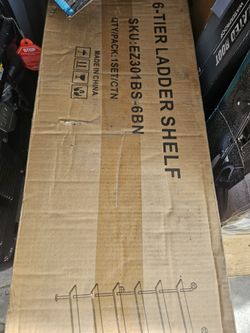 6-TIER LADDER SHELF
SKU:EZ301BS-6BN
QTY/PACK:1SET/CTN
MADE IN CHINA